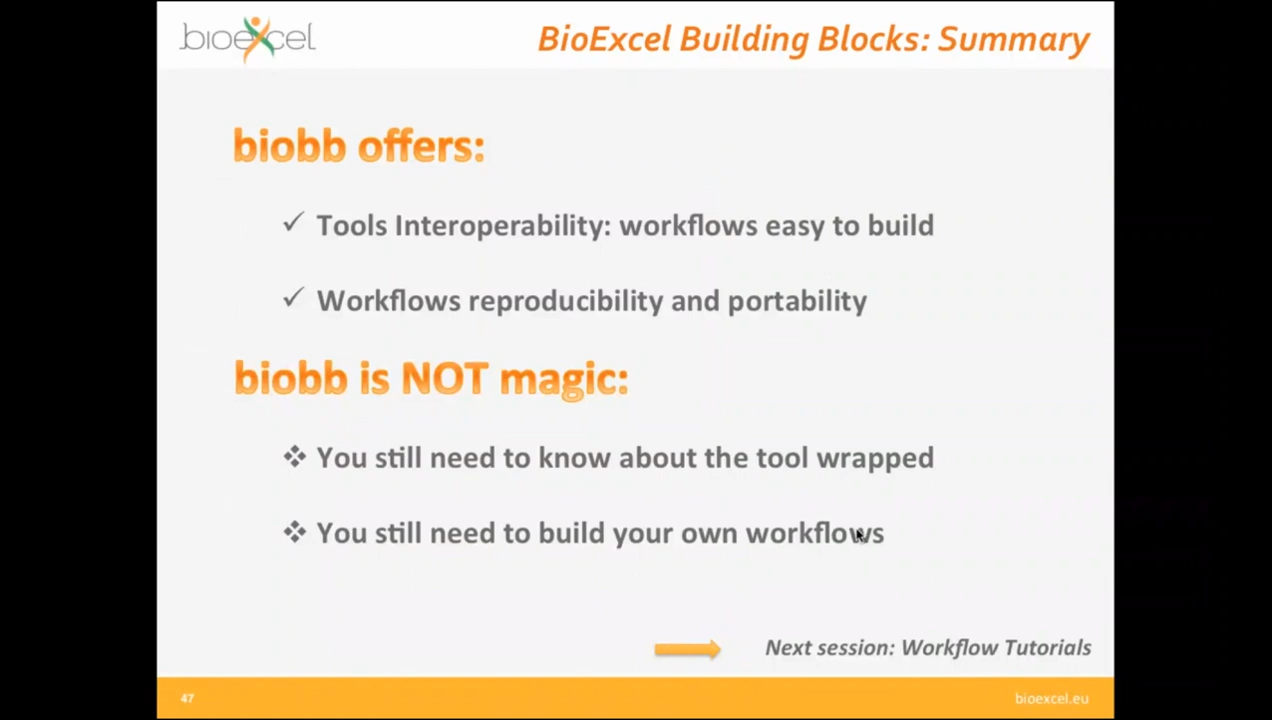 bioexcel
BioExcel Building Blocks: Summary
biobb offers:
✓ Tools Interoperability: workflows easy to build
✓ Workflows reproducibility and portability
biobb is NOT magic:
❖ You still need to know about the tool wrapped
❖ You still need to build your own workflows
Next session: Workflow Tutorials
47
bioexcel.eu